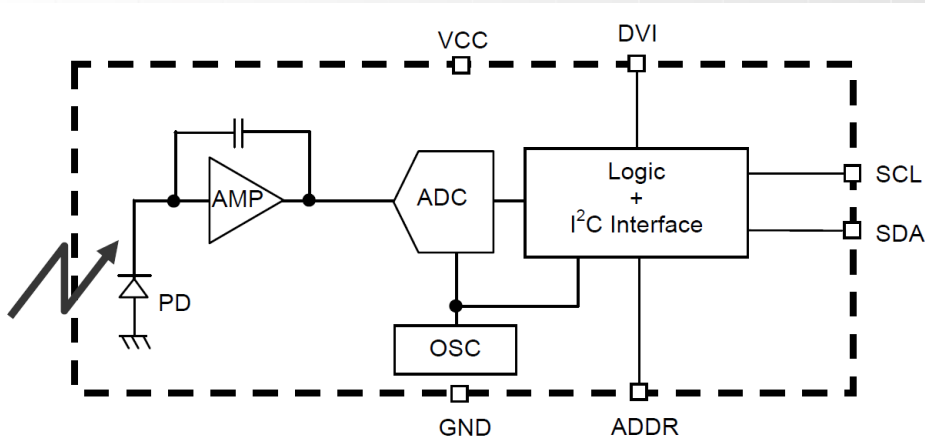 VCC
DVI
AMP
ADC
Logic
+
I²C Interface
SCL
SDA
PD
OSC
GND
ADDR